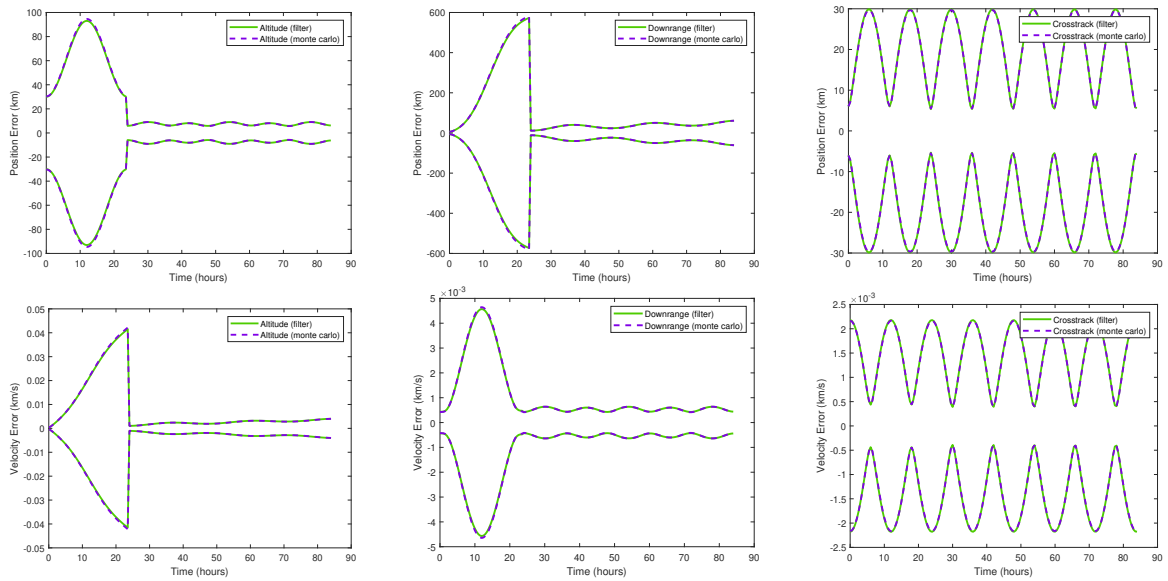 Position Error (km)
100
80
60
40
20
0
-20
-40
-60
-80
-100
0 10 20 30 40 50 60 70 80 90
Time (hours)
Altitude (filter)
Altitude (monte carlo)
Position Error (km)
600
400
200
0
-200
-400
-600
0 10 20 30 40 50 60 70 80 90
Time (hours)
Downrange (filter)
Downrange (monte carlo)
Position Error (km)
30
20
10
0
-10
-20
-30
0 10 20 30 40 50 60 70 80 90
Time (hours)
Crosstrack (filter)
Crosstrack (monte carlo)
Velocity Error (km/s)
0.05
0.04
0.03
0.02
0.01
0
-0.01
-0.02
-0.03
-0.04
-0.05
0 10 20 30 40 50 60 70 80 90
Time (hours)
Altitude (filter)
Altitude (monte carlo)
Velocity Error (km/s)
×10⁻³
5
4
3
2
1
0
-1
-2
-3
-4
-5
0 10 20 30 40 50 60 70 80 90
Time (hours)
Downrange (filter)
Downrange (monte carlo)
Velocity Error (km/s)
×10⁻³
2.5
2
1.5
1
0.5
0
-0.5
-1
-1.5
-2
-2.5
0 10 20 30 40 50 60 70 80 90
Time (hours)
Crosstrack (filter)
Crosstrack (monte carlo)